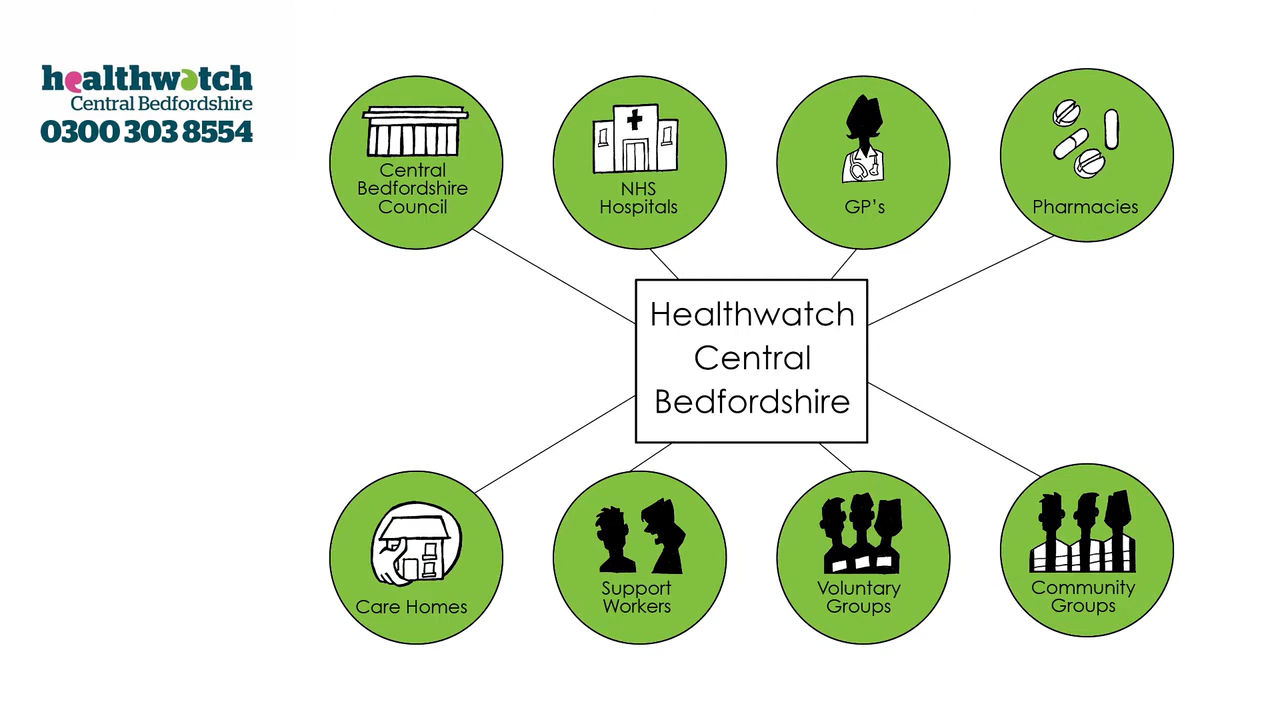 healthwatch
Central Bedfordshire
0300 303 8554
Central
Bedfordshire
Council
NHS
Hospitals
GP's
Pharmacies
Healthwatch
Central
Bedfordshire
Care Homes
Support
Workers
Voluntary
Groups
Community
Groups